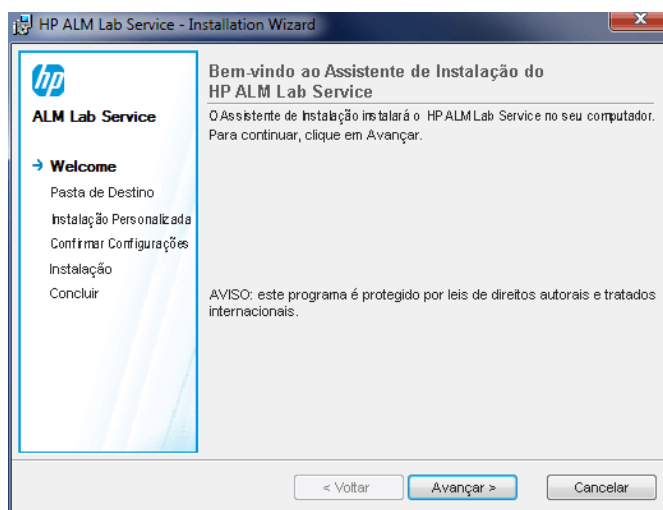 HP ALM Lab Service - Installation Wizard
hp
ALM Lab Service
Welcome
Pasta de Destino
Instalação Personalizada
Confirmar Configurações
Instalação
Concluir
Bem-vindo ao Assistente de Instalação do
HP ALM Lab Service
O Assistente de Instalação instalará o HP ALM Lab Service no seu computador.
Para continuar, clique em Avançar.
AVISO: este programa é protegido por leis de direitos autorais e tratados
internacionais.
< Voltar
Avançar >
Cancelar